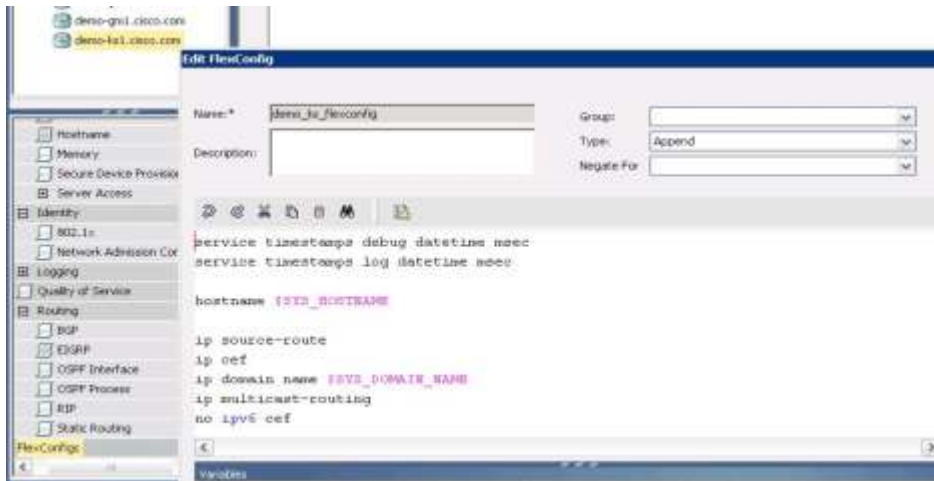 demo-gm1.cisco.com
demo-ks1.cisco.com
Edit FlexConfig
Name:*
demo_ks_flexconfig
Group:
Type:
Append
Description:
Negate For
Hostname
Memory
Secure Device Provision
Server Access
Identity
802.1x
Network Admission Cor
Logging
Quality of Service
Routing
BGP
EIGRP
OSPF Interface
OSPF Process
RIP
Static Routing
FlexConfigs
service timestamps debug datetime msec
service timestamps log datetime msec
hostname $SYS_HOSTNAME
ip source-route
ip cef
ip domain name $SYS_DOMAIN_NAME
ip multicast-routing
no ipv6 cef
Variables